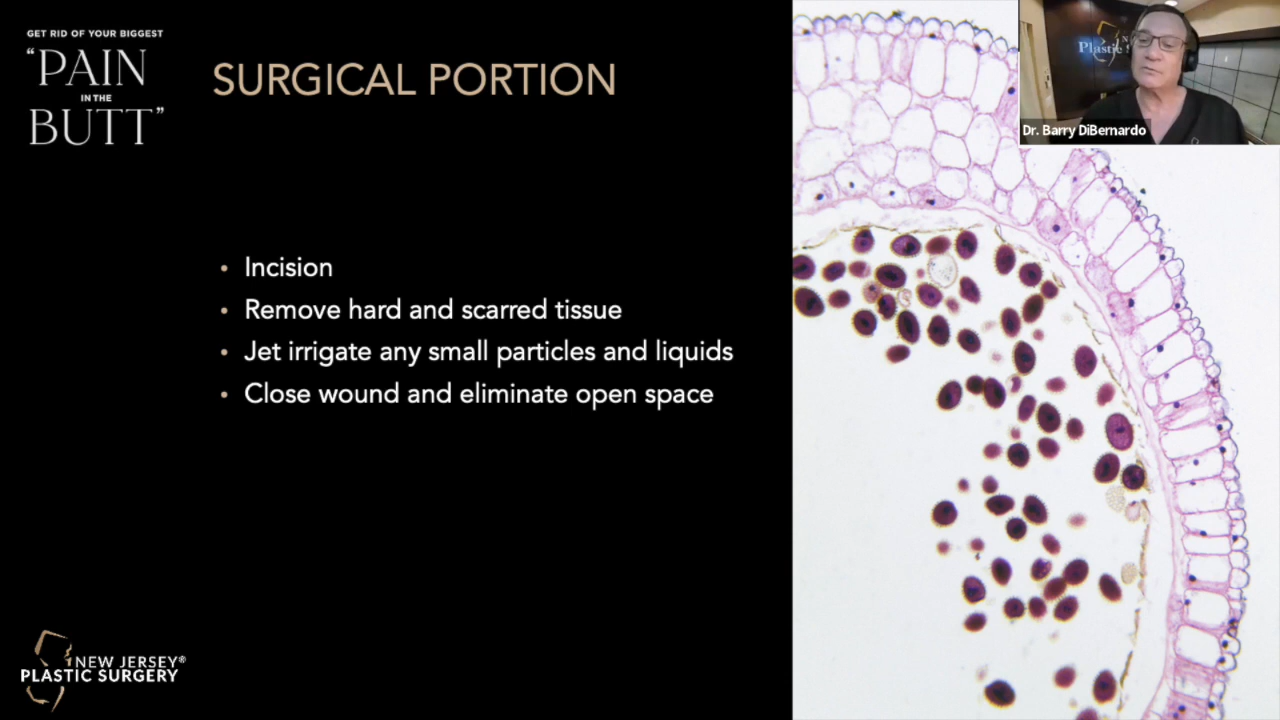 GET RID OF YOUR BIGGEST
“PAIN
IN THE
BUTT”
SURGICAL PORTION
• Incision
• Remove hard and scarred tissue
• Jet irrigate any small particles and liquids
• Close wound and eliminate open space
NEW JERSEY®
PLASTIC SURGERY
Plastic
Dr. Barry DiBernardo